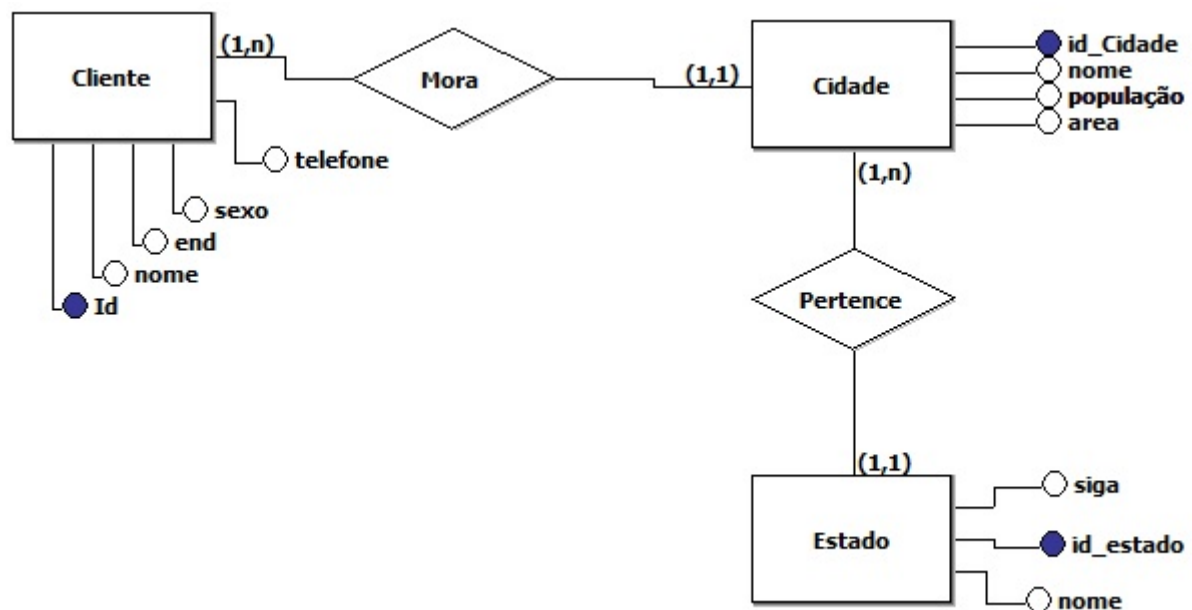 Cliente
(1,n)
Mora
(1,1)
Cidade
id_Cidade
nome
população
area
telefone
sexo
end
nome
Id
(1,n)
Pertence
(1,1)
Estado
siga
id_estado
nome